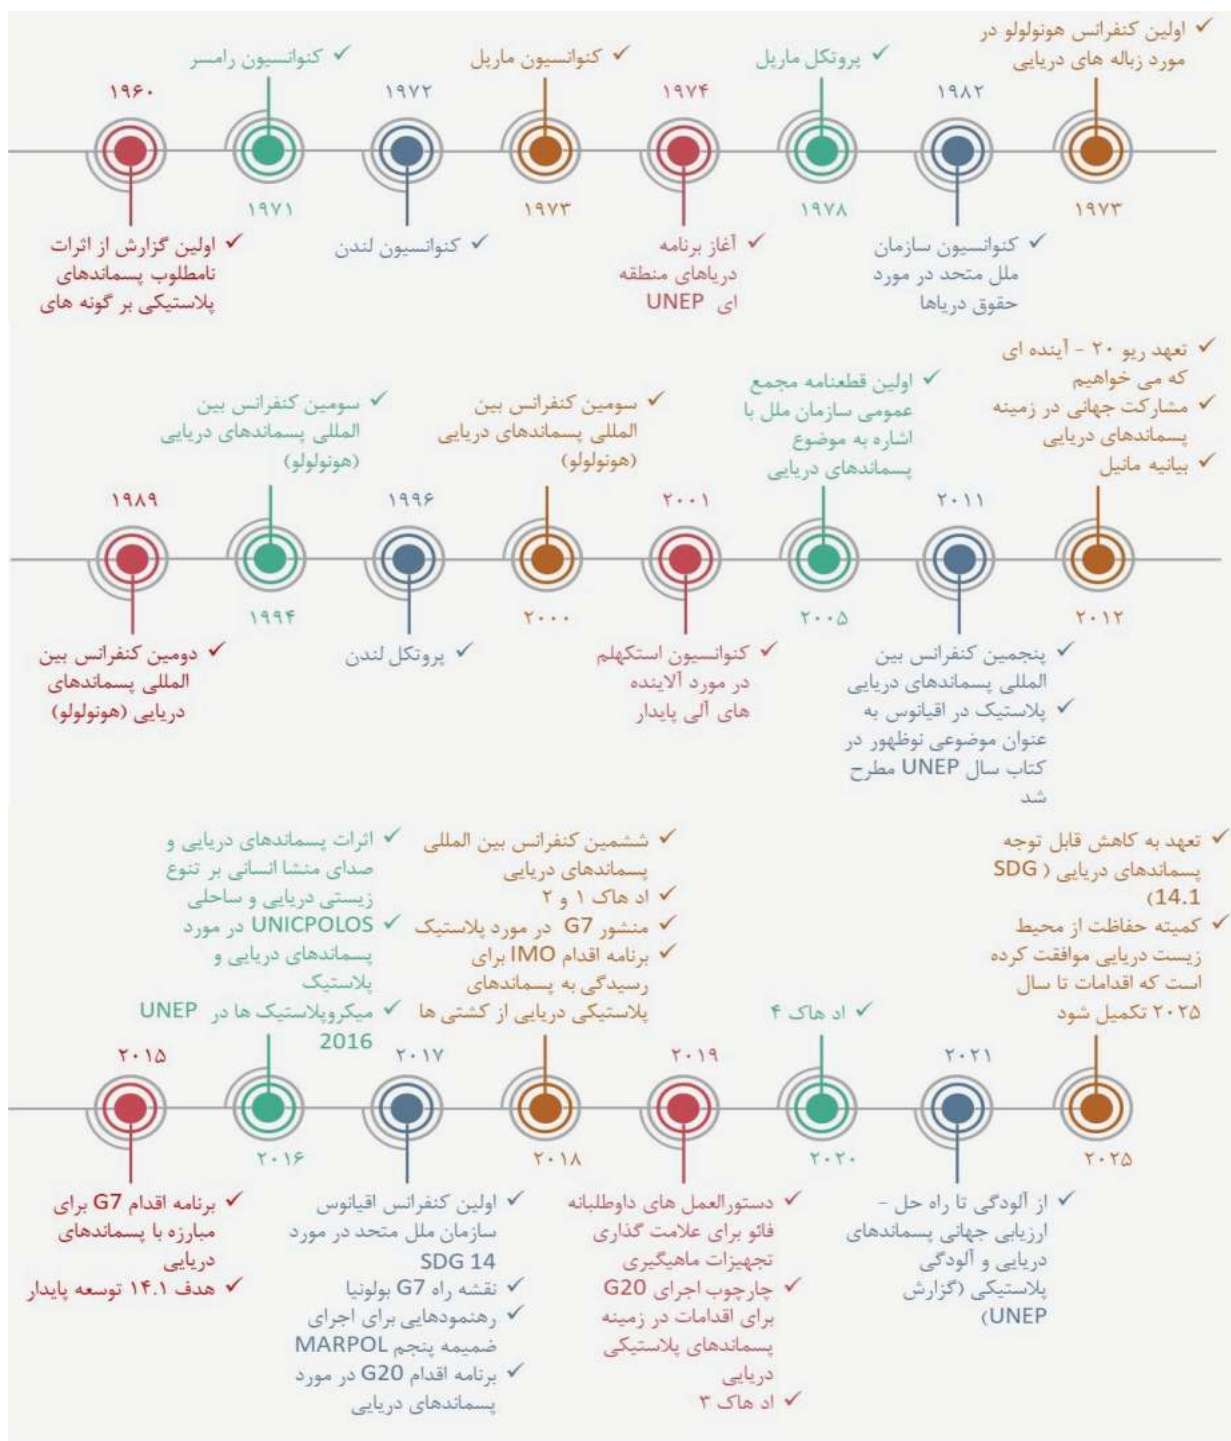 ۱۹۶۰
✓ اولین گزارش از اثرات
نامطلوب پسماندهای
پلاستیکی بر گونه های
✓ کنوانسیون رامسر
۱۹۷۱
۱۹۷۲
✓ کنوانسیون لندن
✓ کنوانسیون مارپل
۱۹۷۳
۱۹۷۴
✓ آغاز برنامه
دریاهای منطقه
ای UNEP
✓ پروتکل مارپل
۱۹۷۸
۱۹۸۲
✓ کنوانسیون سازمان
ملل متحد در مورد
حقوق دریاها
✓ اولین کنفرانس هونولولو در
مورد زباله های دریایی
۱۹۷۳
۱۹۸۹
✓ دومین کنفرانس بین
المللی پسماندهای
دریایی (هونولولو)
✓ سومین کنفرانس بین
المللی پسماندهای دریایی
(هونولولو)
۱۹۹۴
۱۹۹۶
✓ پروتکل لندن
✓ سومین کنفرانس بین
المللی پسماندهای دریایی
(هونولولو)
۲۰۰۰
۲۰۰۱
✓ کنوانسیون استکهلم
در مورد آلاینده
های آلی پایدار
✓ اولین قطعنامه مجمع
عمومی سازمان ملل با
اشاره به موضوع
پسماندهای دریایی
۲۰۰۵
۲۰۱۱
✓ پنجمین کنفرانس بین
المللی پسماندهای دریایی
✓ پلاستیک در اقیانوس به
عنوان موضوعی نوظهور در
کتاب سال UNEP مطرح
شد
✓ تعهد ریو ۲۰ - آینده ای
که می خواهیم
✓ مشارکت جهانی در زمینه
پسماندهای دریایی
✓ بیانیه مانیل
۲۰۱۲
۲۰۱۵
✓ برنامه اقدام G7 برای
مبارزه با پسماندهای
دریایی
✓ هدف ۱۴.۱ توسعه پایدار
✓ اثرات پسماندهای دریایی و
صدای منشا انسانی بر تنوع
زیستی دریایی و ساحلی
✓ UNICPOLOS در مورد
پسماندهای دریایی و
پلاستیک
✓ میکروپلاستیک ها در UNEP
2016
۲۰۱۶
۲۰۱۷
✓ اولین کنفرانس اقیانوس
سازمان ملل متحد در مورد
SDG 14
✓ نقشه راه G7 بولونیا
✓ رهنمودهایی برای اجرای
ضمیمه پنجم MARPOL
✓ برنامه اقدام G20 در مورد
پسماندهای دریایی
✓ ششمین کنفرانس بین المللی
پسماندهای دریایی
✓ اد هاک ۱ و ۲
✓ منشور G7 در مورد پلاستیک
✓ برنامه اقدام IMO برای
رسیدگی به پسماندهای
پلاستیکی دریایی از کشتی ها
۲۰۱۸
۲۰۱۹
✓ دستورالعمل های داوطلبانه
فائو برای علامت گذاری
تجهیزات ماهیگیری
✓ چارچوب اجرای G20
برای اقدامات در زمینه
پسماندهای پلاستیکی
دریایی
✓ اد هاک ۳
✓ اد هاک ۴
۲۰۲۰
۲۰۲۱
✓ از آلودگی تا راه حل -
ارزیابی جهانی پسماندهای
دریایی و آلودگی
پلاستیکی (گزارش
UNEP)
✓ تعهد به کاهش قابل توجه
پسماندهای دریایی (SDG
14.1)
✓ کمیته حفاظت از محیط
زیست دریایی موافقت کرده
است که اقدامات تا سال
۲۰۲۵ تکمیل شود
۲۰۲۵